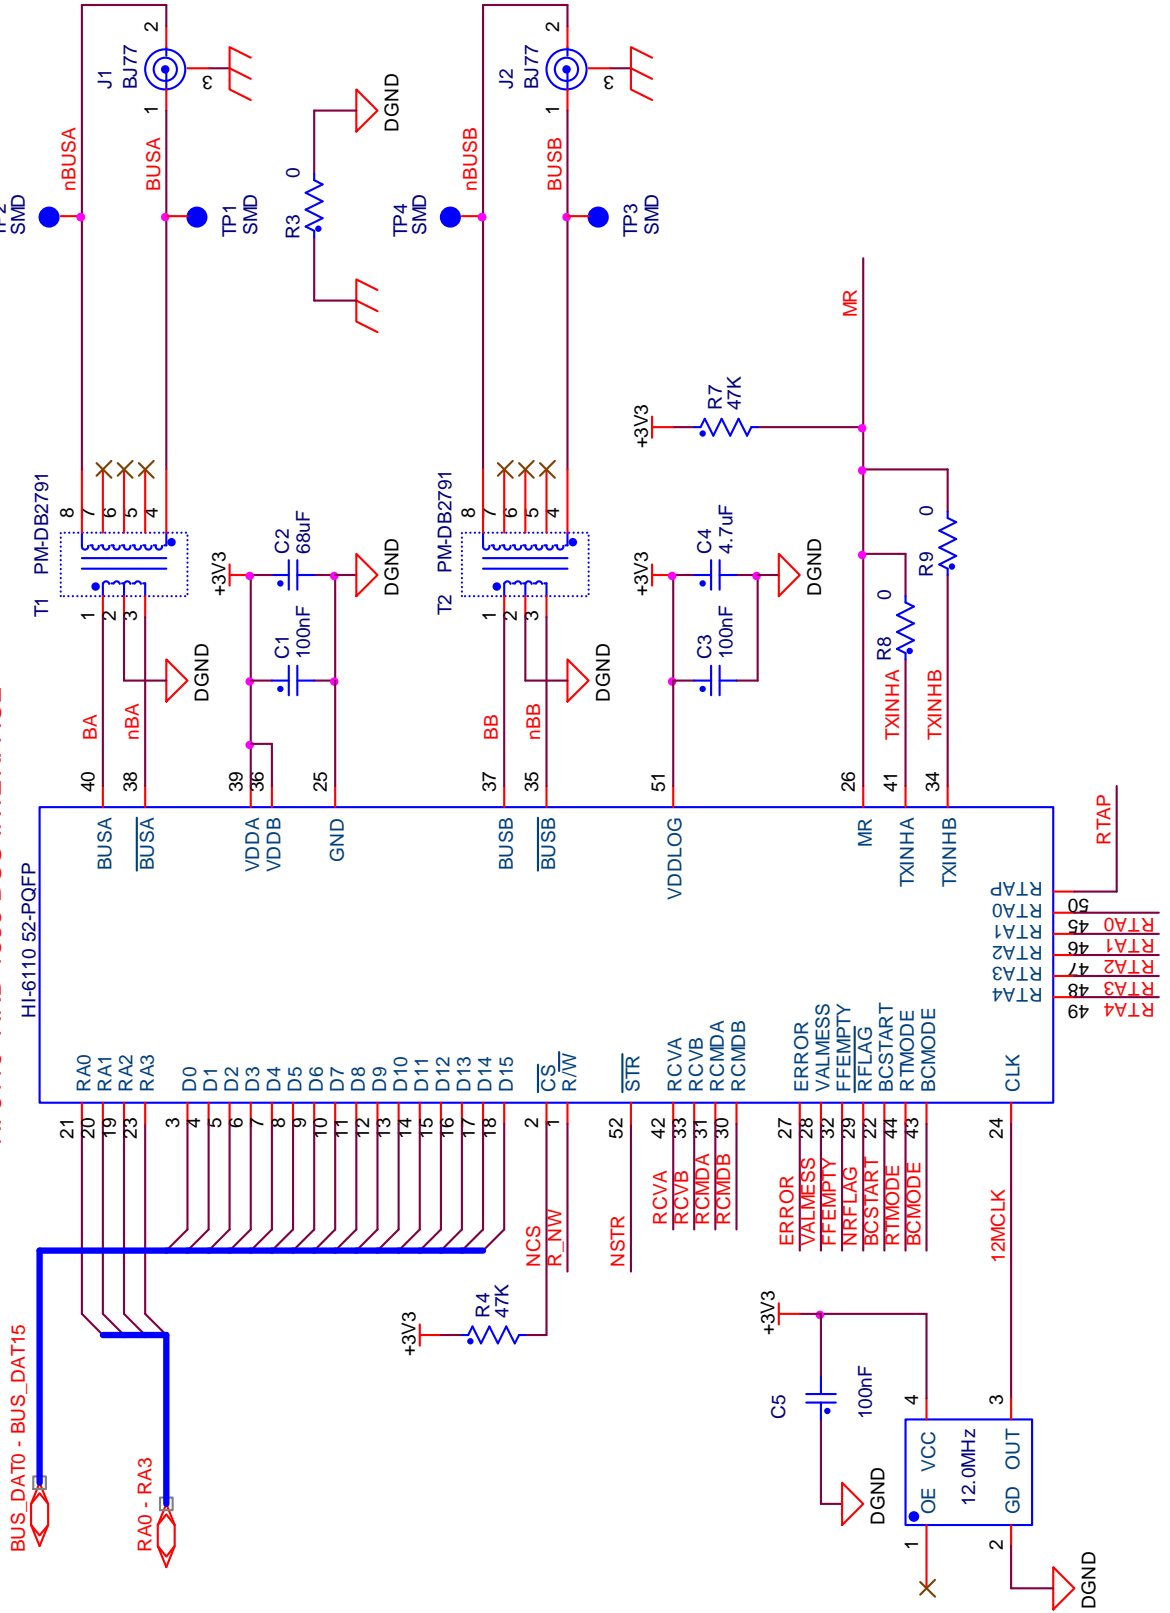 BUS_DAT0 - BUS_DAT15
RA0 - RA3
HI-6110 52-PQFP
21 RA0
20 RA1
19 RA2
23 RA3
3 D0
4 D1
5 D2
6 D3
7 D4
8 D5
9 D6
10 D7
11 D8
12 D9
13 D10
14 D11
15 D12
16 D13
17 D14
18 D15
NCS 2 CS
R_NW 1 R/W
+3V3
R4
47K
NSTR 52 STR
RCVA 42 RCVA
RCVB 33 RCVB
RCMDA 31 RCMDA
RCMDB 30 RCMDB
ERROR 27 ERROR
VALMESS 28 VALMESS
FFEMPTY 32 FFEMPTY
NRFLAG 29 RFLAG
BCSTART 22 BCSTART
RTMODE 44 RTMODE
BCMODE 43 BCMODE
12MCLK 24 CLK
+3V3
C5
100nF
DGND
1 OE VCC 4
12.0MHz
2 GD OUT 3
DGND
BUSA 40 BA
BUSA 38 nBA
VDDA 39
VDDB 36
GND 25
BUSB 37 BB
BUSB 35 nBB
VDDLOG 51
MR 26
TXINHA 41 TXINHA
TXINHB 34 TXINHB
RTAP 50 RTAP
RTA0 45 RTA0
RTA1 46 RTA1
RTA2 47 RTA2
RTA3 48 RTA3
RTA4 49 RTA4
T1 PM-DB2791
1 8
2 7
3 6
5
4
DGND
+3V3
C1
100nF
C2
68uF
DGND
T2 PM-DB2791
1 8
2 7
3 6
5
4
DGND
+3V3
C3
100nF
C4
4.7uF
DGND
+3V3
R7
47K
MR
R8 0
R9 0
SMD
nBUSA
BUSA
TP1
SMD
J1
BJ77
1 2
3
R3 0
DGND
TP4
SMD
nBUSB
BUSB
TP3
SMD
J2
BJ77
1 2
3